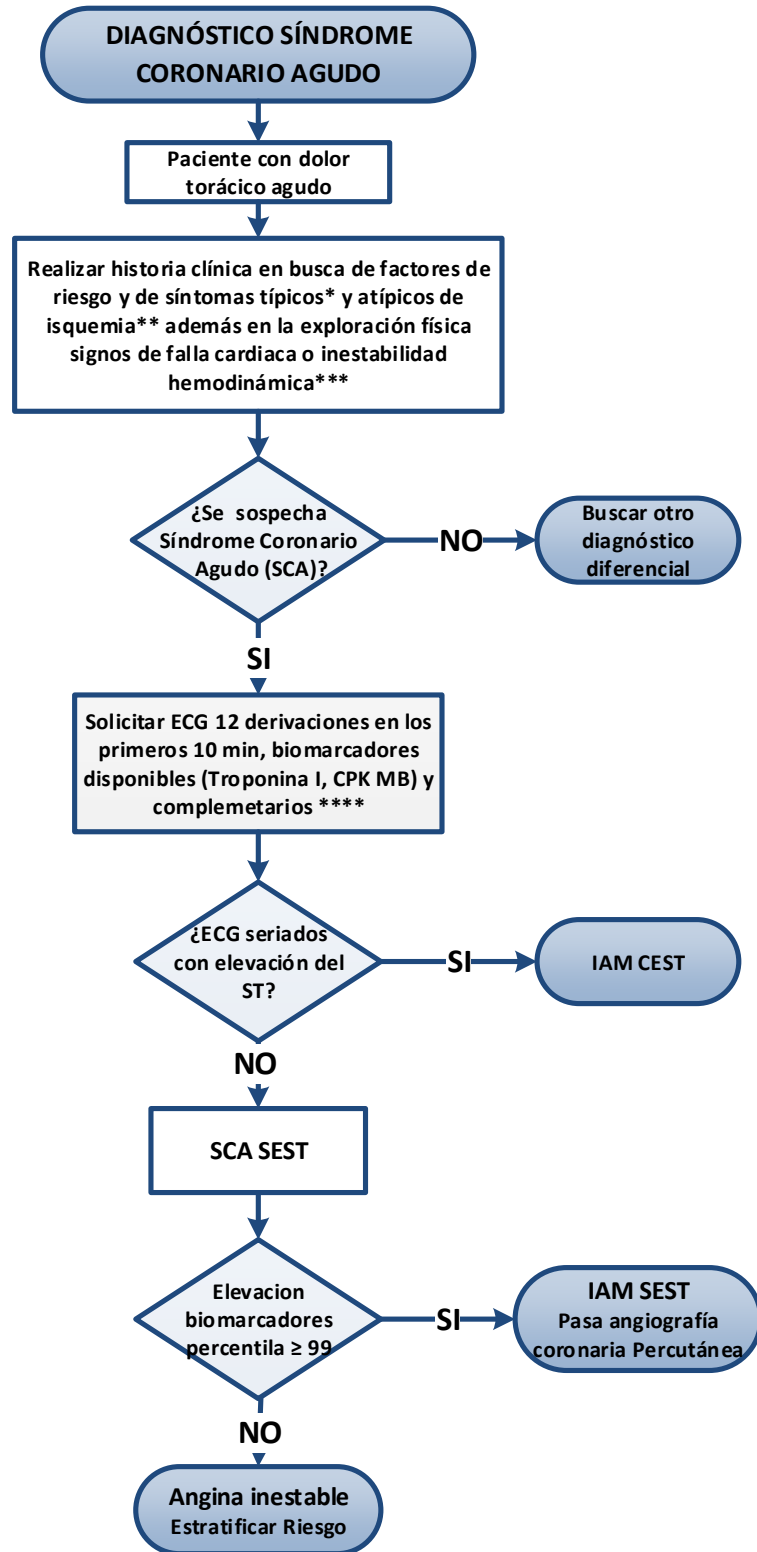 DIAGNÓSTICO SÍNDROME
CORONARIO AGUDO
Paciente con dolor
torácico agudo
Realizar historia clínica en busca de factores de
riesgo y de síntomas típicos* y atípicos de
isquemia** además en la exploración física
signos de falla cardiaca o inestabilidad
hemodinámica***
¿Se sospecha
Síndrome Coronario
Agudo (SCA)?
NO
Buscar otro
diagnóstico
diferencial
SI
Solicitar ECG 12 derivaciones en los
primeros 10 min, biomarcadores
disponibles (Troponina I, CPK MB) y
complemetarios ****
¿ECG seriados
con elevación del
ST?
SI
IAM CEST
NO
SCA SEST
Elevacion
biomarcadores
percentila ≥ 99
SI
IAM SEST
Pasa angiografía
coronaria Percutánea
NO
Angina inestable
Estratificar Riesgo